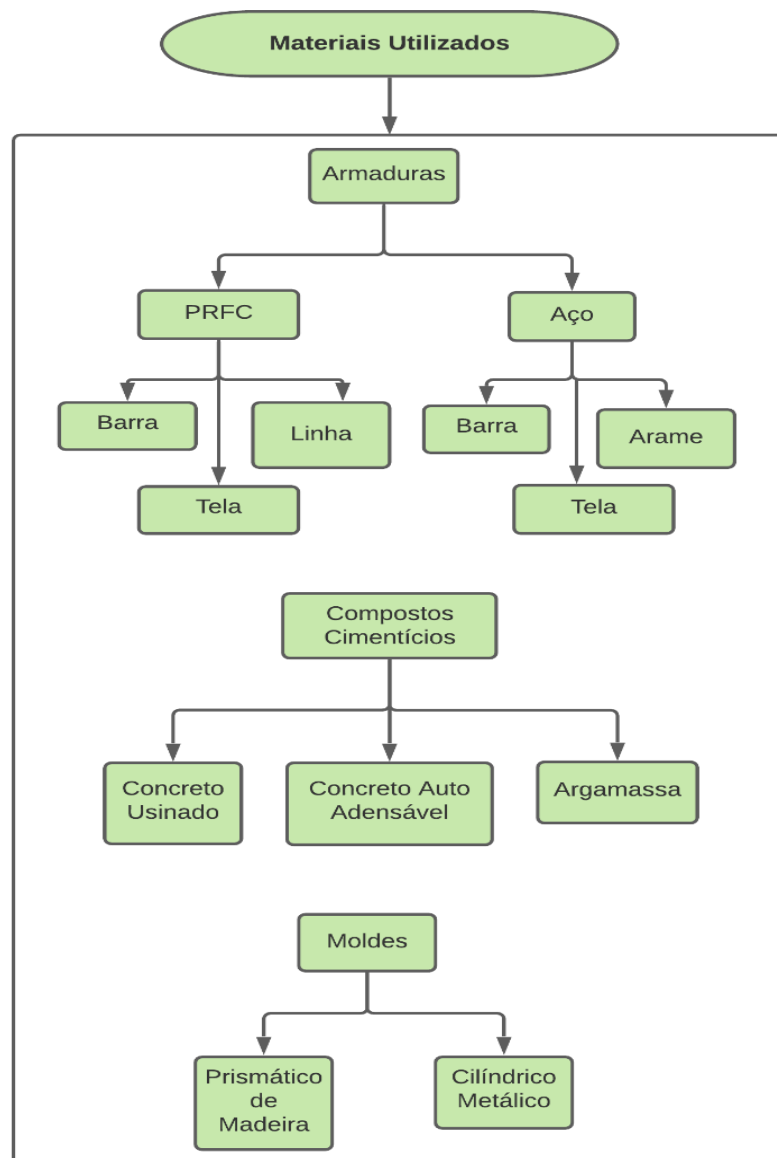 Materiais Utilizados
Armaduras
PRFC
Aço
Barra
Linha
Barra
Arame
Tela
Tela
Compostos
Cimentícios
Concreto
Usinado
Concreto Auto
Adensável
Argamassa
Moldes
Prismático
de
Madeira
Cilíndrico
Metálico